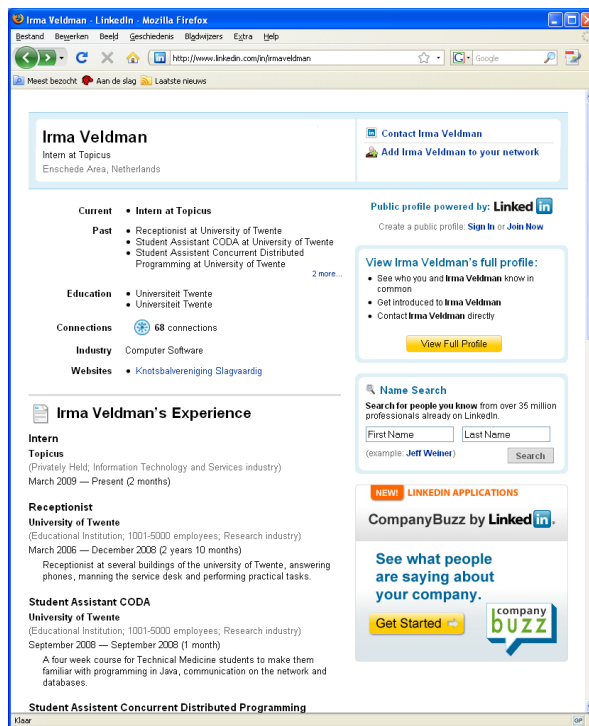 Irma Veldman - LinkedIn - Mozilla Firefox
Bestand Bewerken Beeld Geschiedenis Bladwijzers Extra Help
http://www.linkedin.com/in/irmaveldman
G Google
Meest bezocht Aan de slag Laatste nieuws
Irma Veldman
Intern at Topicus
Enschede Area, Netherlands
in Contact Irma Veldman
Add Irma Veldman to your network
Current • Intern at Topicus
Past • Receptionist at University of Twente
• Student Assistant CODA at University of Twente
• Student Assistent Concurrent Distributed
Programming at University of Twente
2 more...
Education • Universiteit Twente
• Universiteit Twente
Connections 68 connections
Industry Computer Software
Websites • Knotsbalvereniging Slagvaardig
Public profile powered by: Linked in
Create a public profile: Sign In or Join Now
View Irma Veldman's full profile:
• See who you and Irma Veldman know in
common
• Get introduced to Irma Veldman
• Contact Irma Veldman directly
View Full Profile
Name Search
Search for people you know from over 35 million
professionals already on LinkedIn.
First Name Last Name
(example: Jeff Weiner) Search
NEW! LINKEDIN APPLICATIONS
CompanyBuzz by Linked in.
See what people
are saying about
your company.
Get Started
company
buzz
Irma Veldman's Experience
Intern
Topicus
(Privately Held; Information Technology and Services industry)
March 2009 — Present (2 months)
Receptionist
University of Twente
(Educational Institution; 1001-5000 employees; Research industry)
March 2006 — December 2008 (2 years 10 months)
Receptionist at several buildings of the university of Twente, answering
phones, manning the service desk and performing practical tasks.
Student Assistant CODA
University of Twente
(Educational Institution; 1001-5000 employees; Research industry)
September 2008 — September 2008 (1 month)
A four week course for Technical Medicine students to make them
familiar with programming in Java, communication on the network and
databases.
Student Assistent Concurrent Distributed Programming
Klaar
GP